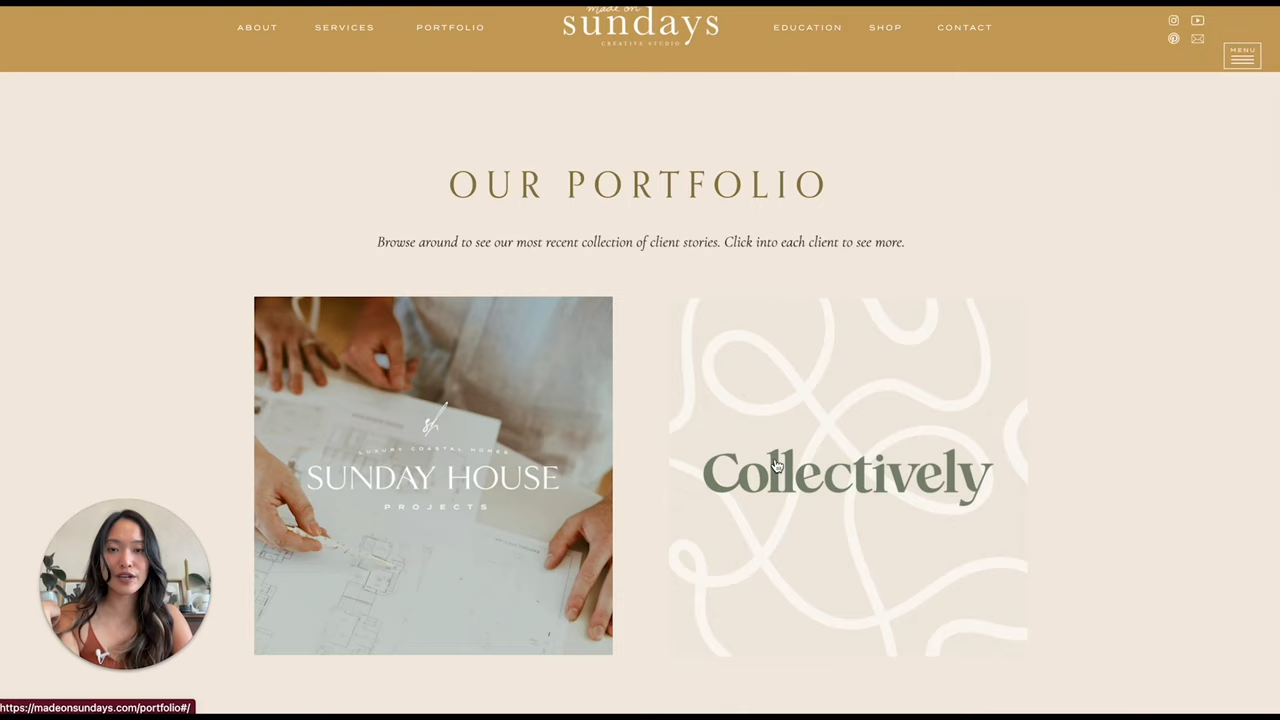 ABOUT
SERVICES
PORTFOLIO
made on
sundays
CREATIVE STUDIO
EDUCATION
SHOP
CONTACT
MENU
OUR PORTFOLIO
Browse around to see our most recent collection of client stories. Click into each client to see more.
sh
LUXURY COASTAL HOMES
SUNDAY HOUSE
PROJECTS
Collectively
https://madeonsundays.com/portfolio#/